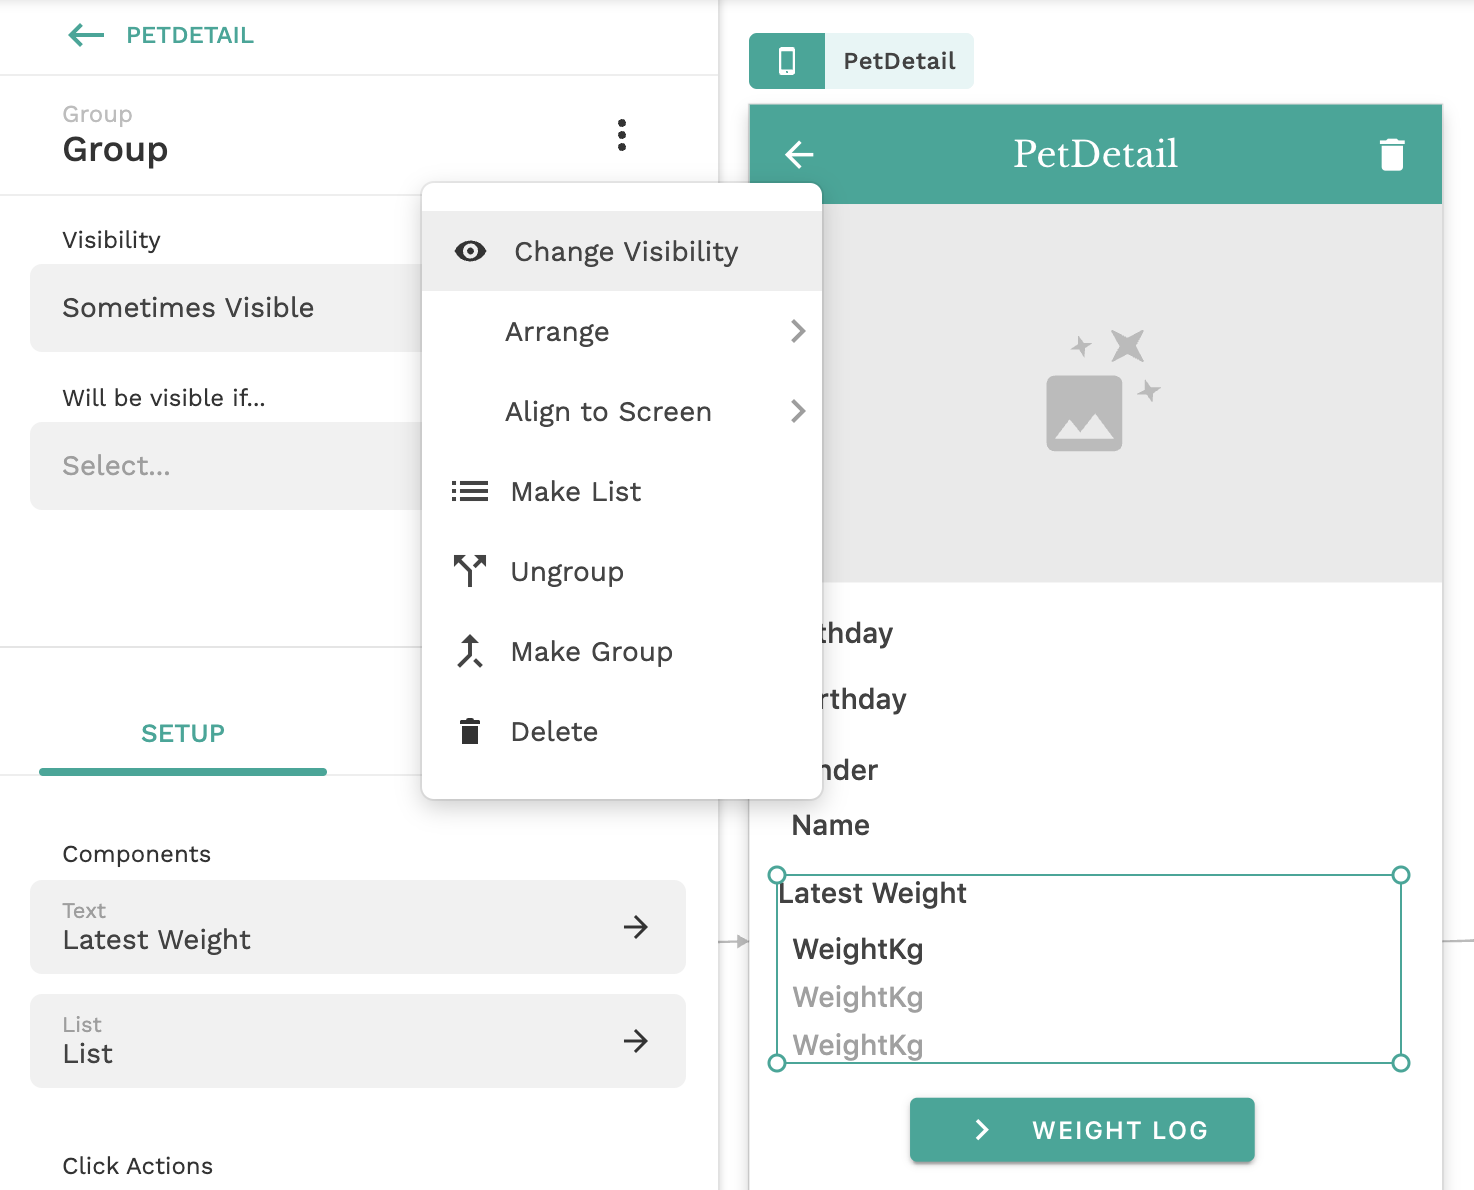 PETDETAIL
Group
Group
Visibility
Sometimes Visible
Will be visible if...
Select...
SETUP
Components
Text
Latest Weight
List
List
Click Actions
Change Visibility
Arrange
Align to Screen
Make List
Ungroup
Make Group
Delete
PetDetail
PetDetail
thday
rthday
nder
Name
Latest Weight
WeightKg
WeightKg
WeightKg
WEIGHT LOG